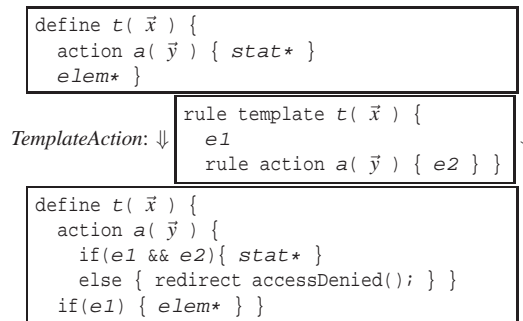 define t( x⃗ ) {
action a( y⃗ ) { stat* }
elem* }
TemplateAction: ⇓
rule template t( x⃗ ) {
e1
rule action a( y⃗ ) { e2 } }
define t( x⃗ ) {
action a( y⃗ ) {
if(e1 && e2){ stat* }
else { redirect accessDenied(); } }
if(e1) { elem* } }